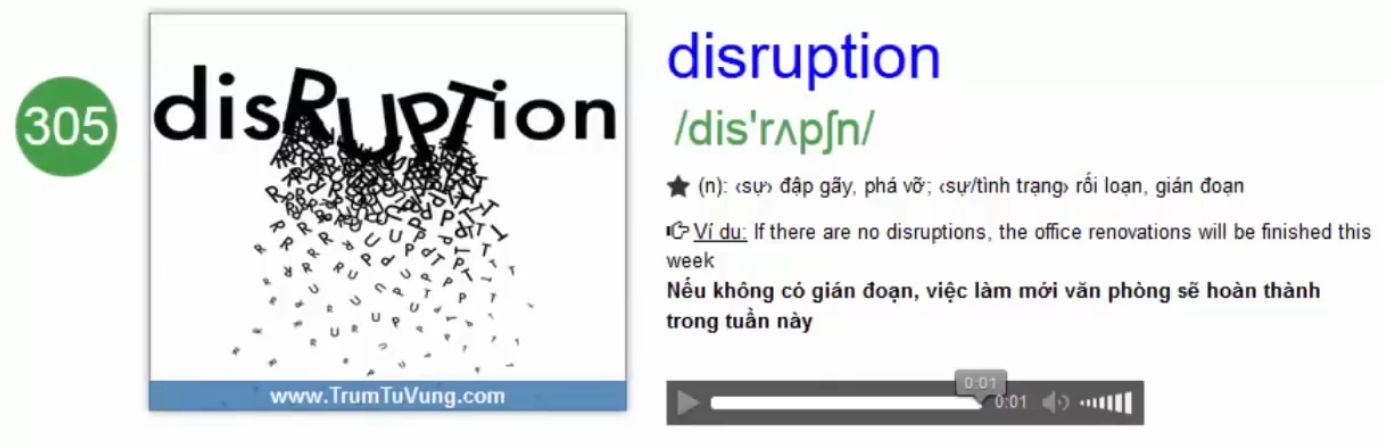 305
disRUPTion
www.TrumTuVung.com
disruption
/dis'rʌpʃn/
(n): ‹sự› đập gãy, phá vỡ; ‹sự/tình trạng› rối loạn, gián đoạn
Ví du: If there are no disruptions, the office renovations will be finished this
week
Nếu không có gián đoạn, việc làm mới văn phòng sẽ hoàn thành
trong tuần này
0:01
0:01